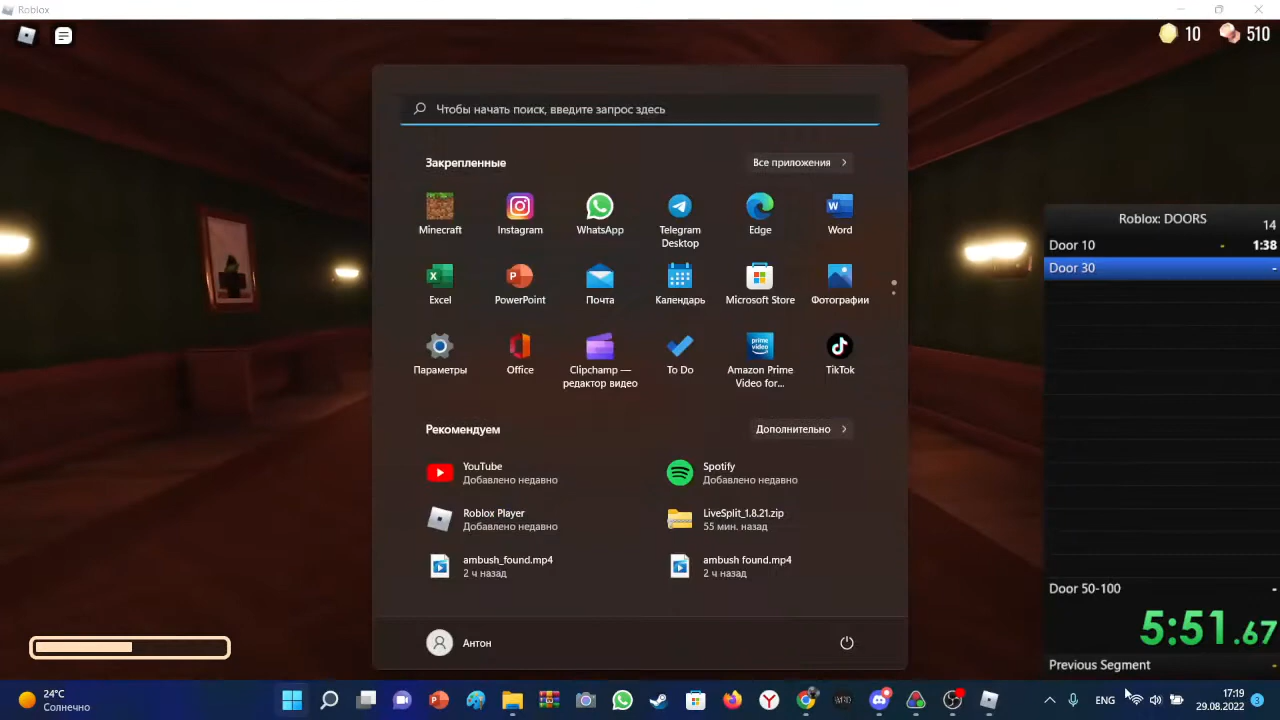 Roblox
10
510
Чтобы начать поиск, введите запрос здесь
Закрепленные
Все приложения
Minecraft
Instagram
WhatsApp
Telegram Desktop
Edge
Word
Excel
PowerPoint
Почта
Календарь
Microsoft Store
Фотографии
Параметры
Office
Clipchamp — редактор видео
To Do
prime video
Amazon Prime Video for...
TikTok
Рекомендуем
Дополнительно
YouTube
Добавлено недавно
Spotify
Добавлено недавно
Roblox Player
Добавлено недавно
LiveSplit_1.8.21.zip
55 мин. назад
ambush_found.mp4
2 ч назад
ambush found.mp4
2 ч назад
Антон
Roblox: DOORS
14
Door 10 - 1:38
Door 30 -
Door 50-100 -
5:51.67
Previous Segment -
24°C
Солнечно
ENG
17:19
29.08.2022
3